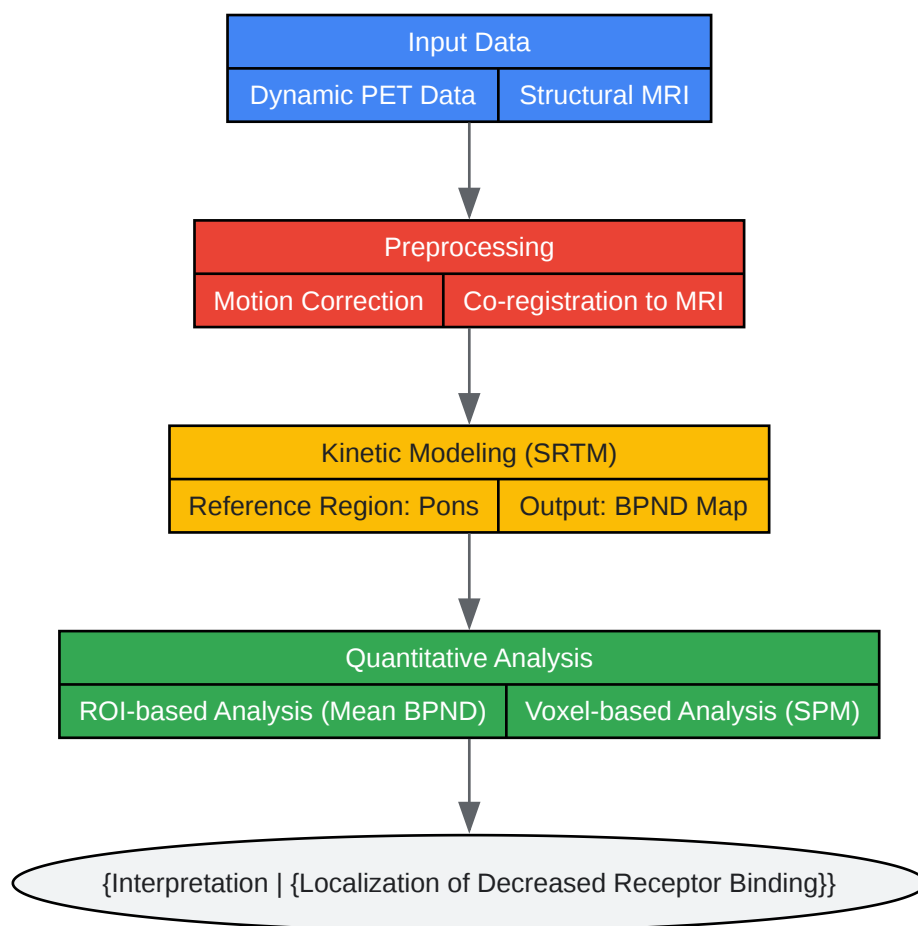 Input Data
Dynamic PET Data
Structural MRI
Preprocessing
Motion Correction
Co-registration to MRI
Kinetic Modeling (SRTM)
Reference Region: Pons
Output: BPND Map
Quantitative Analysis
ROI-based Analysis (Mean BPND)
Voxel-based Analysis (SPM)
{Interpretation | {Localization of Decreased Receptor Binding}}